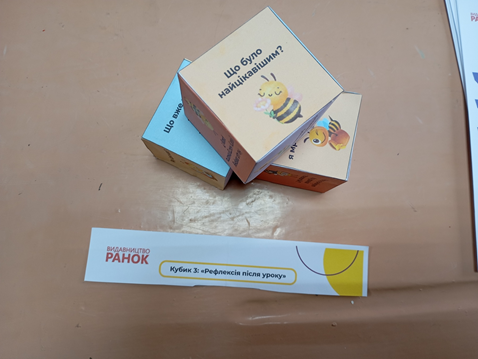 Що було
найцікавішим?
Що вже
ВИДАВНИЦТВО
РАНОК
Кубик 3: «Рефлексія після уроку»